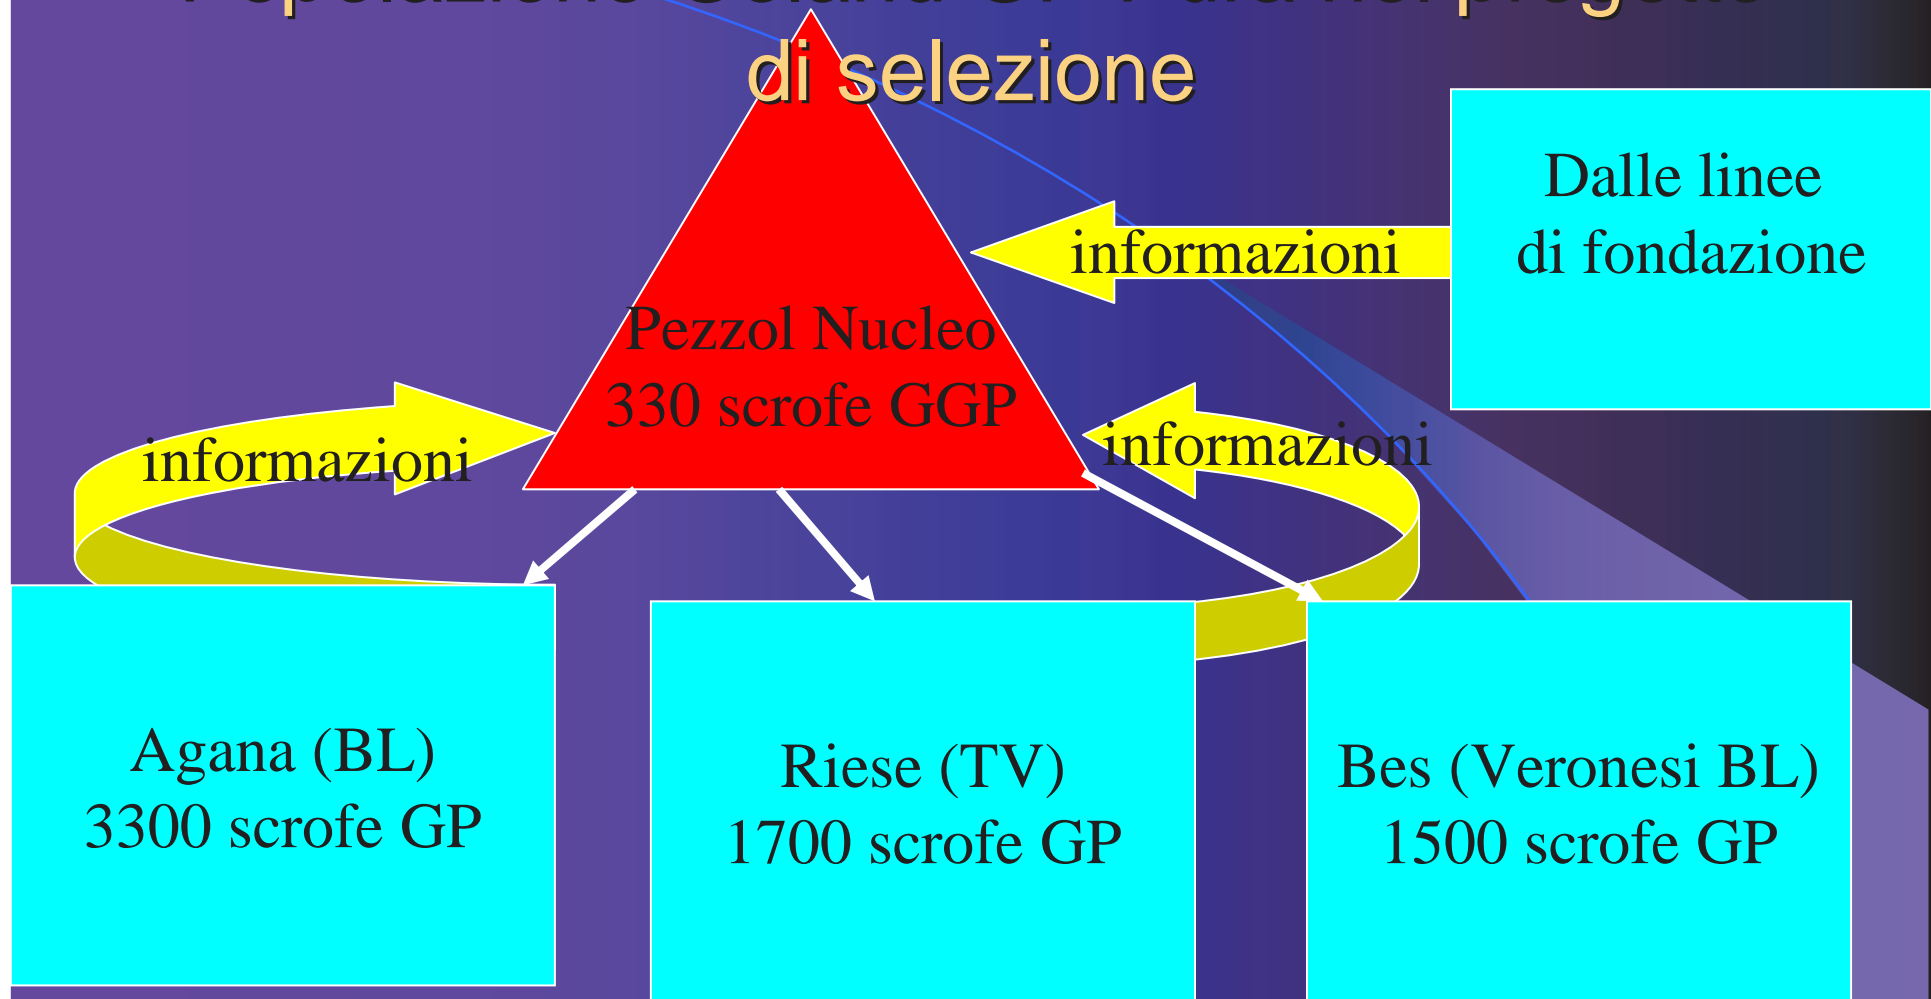 di selezione
Dalle linee
di fondazione
informazioni
Pezzol Nucleo
330 scrofe GGP
informazioni
informazioni
Agana (BL)
3300 scrofe GP
Riese (TV)
1700 scrofe GP
Bes (Veronesi BL)
1500 scrofe GP